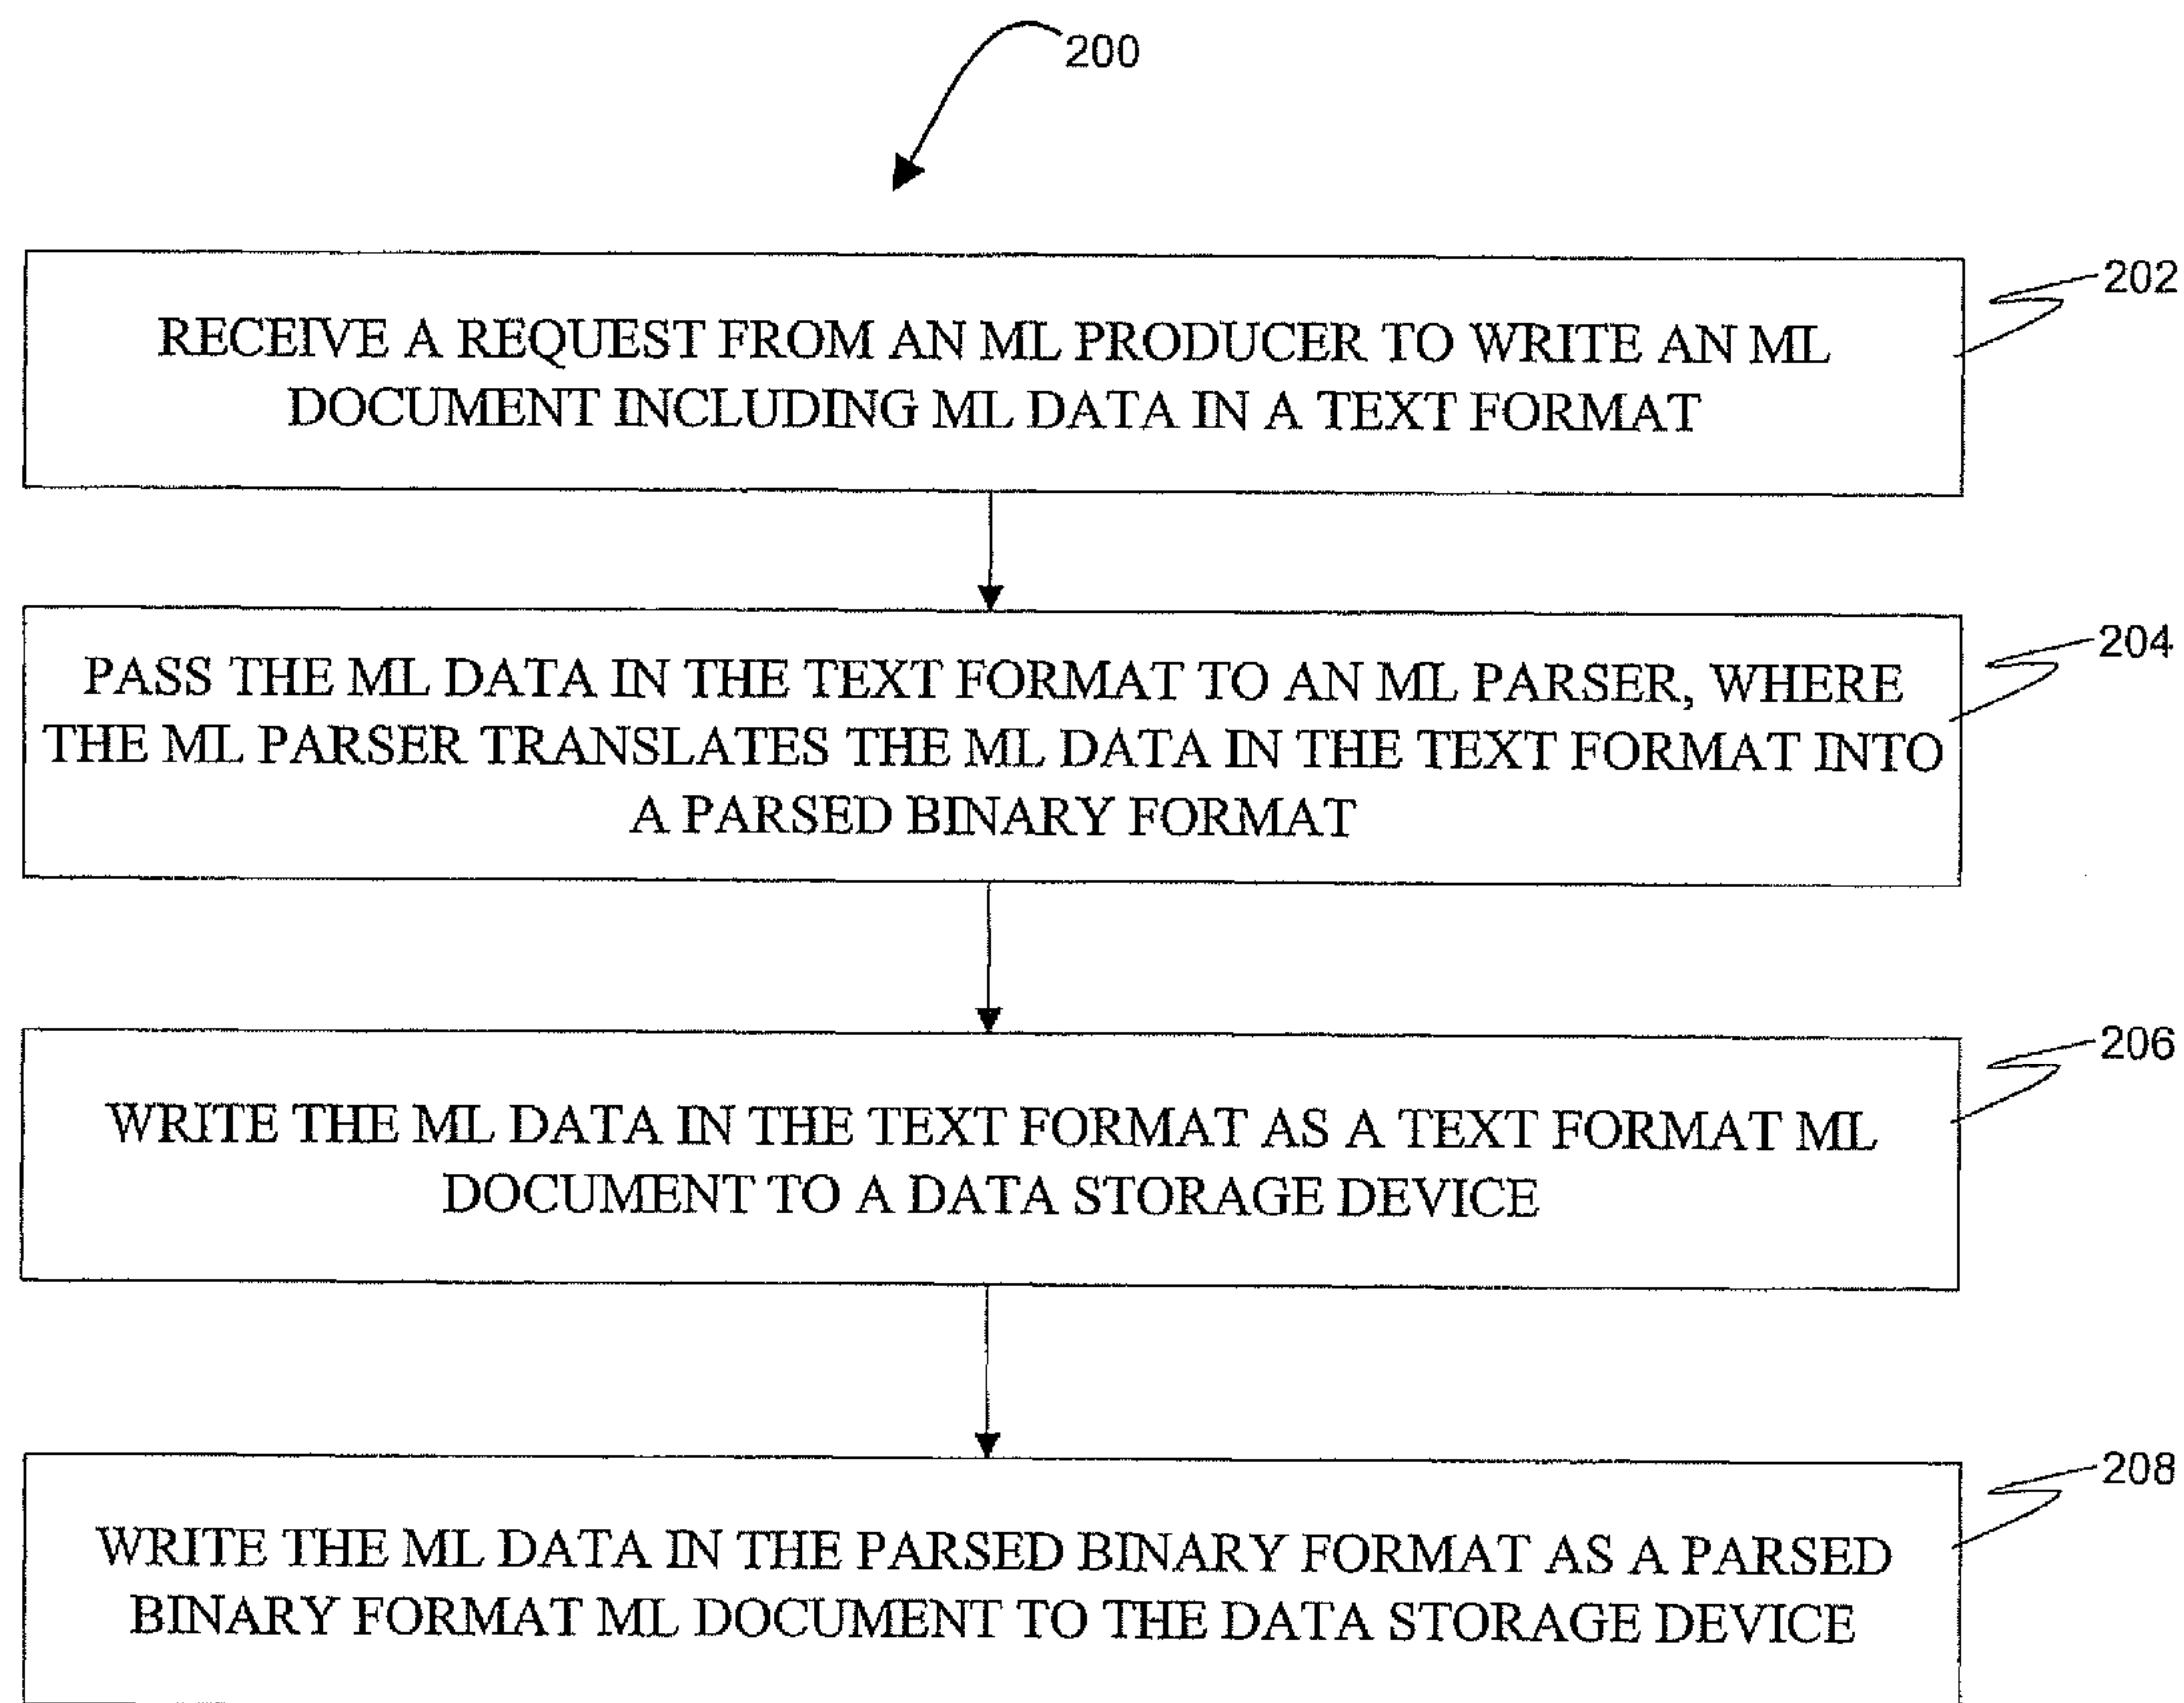 200
202
RECEIVE A REQUEST FROM AN ML PRODUCER TO WRITE AN ML
DOCUMENT INCLUDING ML DATA IN A TEXT FORMAT
204
PASS THE ML DATA IN THE TEXT FORMAT TO AN ML PARSER, WHERE
THE ML PARSER TRANSLATES THE ML DATA IN THE TEXT FORMAT INTO
A PARSED BINARY FORMAT
206
WRITE THE ML DATA IN THE TEXT FORMAT AS A TEXT FORMAT ML
DOCUMENT TO A DATA STORAGE DEVICE
208
WRITE THE ML DATA IN THE PARSED BINARY FORMAT AS A PARSED
BINARY FORMAT ML DOCUMENT TO THE DATA STORAGE DEVICE